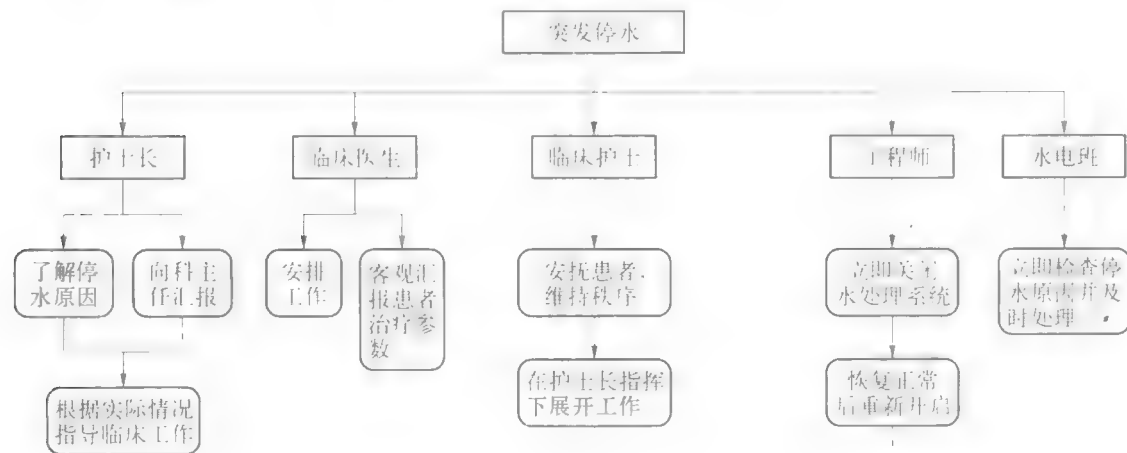 突发停水
护士长
临床医生
临床护士
工程师
水电班
了解停
水原因
向科主
任汇报
安排
工作
客观汇
报患者
治疗参
数
安抚患者,
维持秩序
立即关闭
水处理系统
立即检查停
水原因并及
时处理
根据实际情况
指导临床工作
在护士长指挥
下展开工作
恢复正常
后重新开启